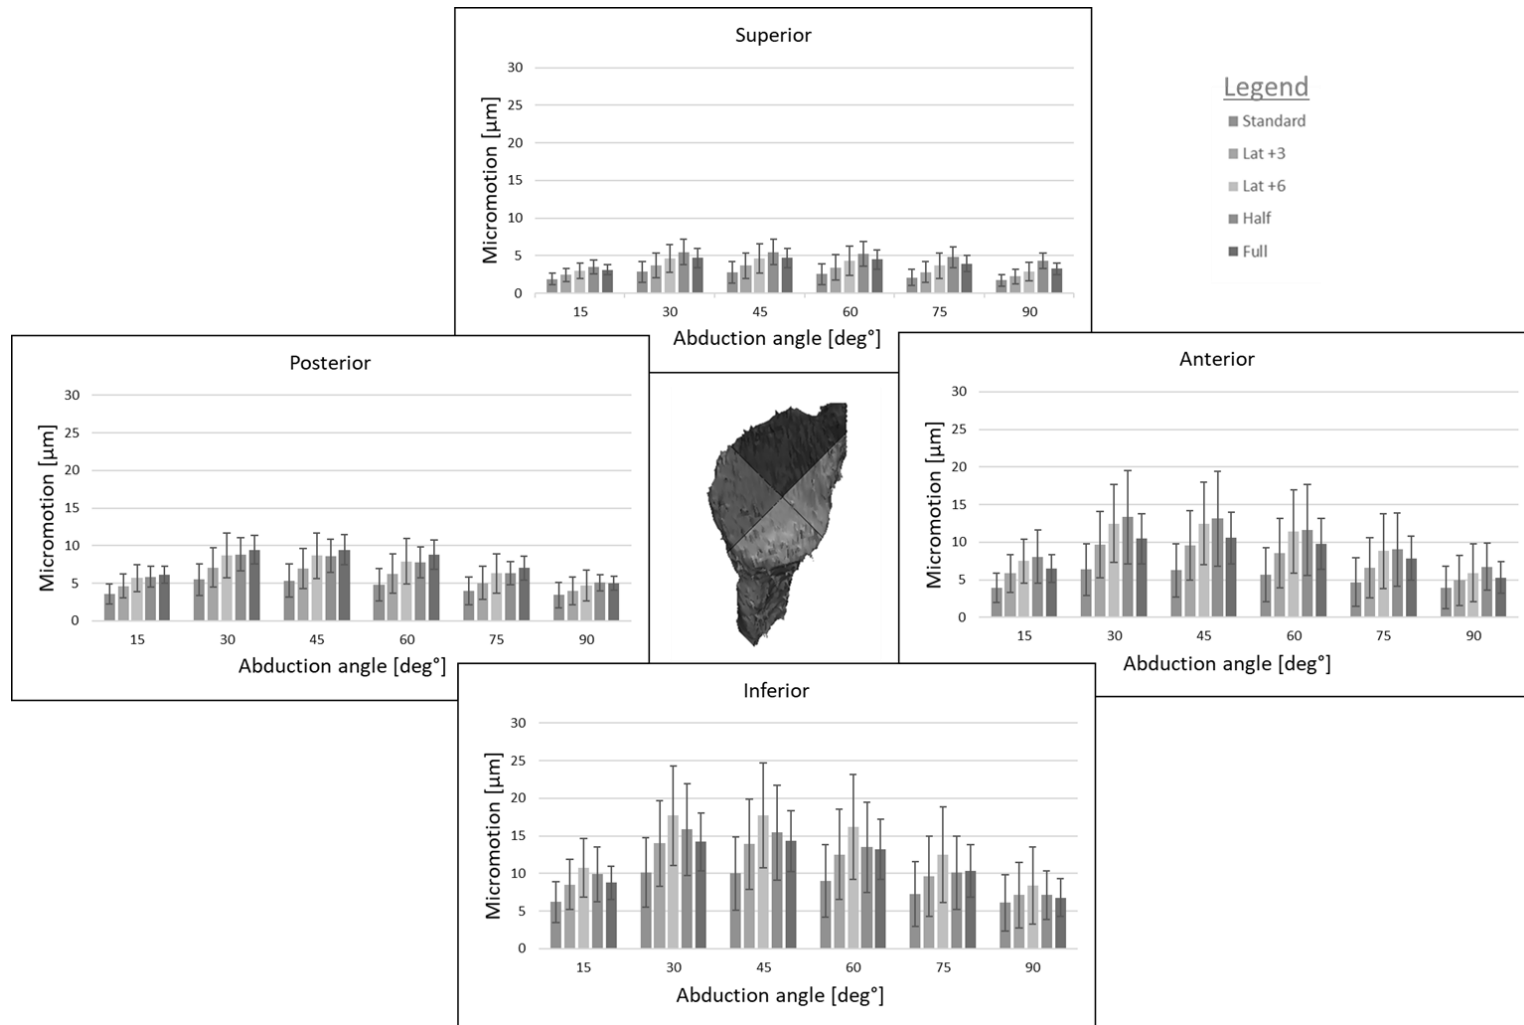 Superior
30
25
20
15
10
5
0
Micromotion [µm]
15 30 45 60 75 90
Abduction angle [deg°]
Legend
Standard
Lat +3
Lat +6
Half
Full
Posterior
30
25
20
15
10
5
0
Micromotion [µm]
15 30 45 60 75 90
Abduction angle [deg°]
Anterior
30
25
20
15
10
5
0
Micromotion [µm]
15 30 45 60 75 90
Abduction angle [deg°]
Inferior
30
25
20
15
10
5
0
Micromotion [µm]
15 30 45 60 75 90
Abduction angle [deg°]